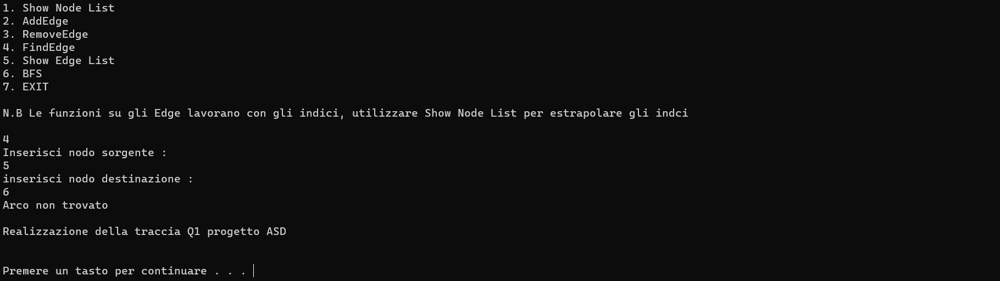 1. Show Node List
2. AddEdge
3. RemoveEdge
4. FindEdge
5. Show Edge List
6. BFS
7. EXIT
N.B Le funzioni su gli Edge lavorano con gli indici, utilizzare Show Node List per estrapolare gli indci
4
Inserisci nodo sorgente :
5
inserisci nodo destinazione :
6
Arco non trovato
Realizzazione della traccia Q1 progetto ASD
Premere un tasto per continuare . . .